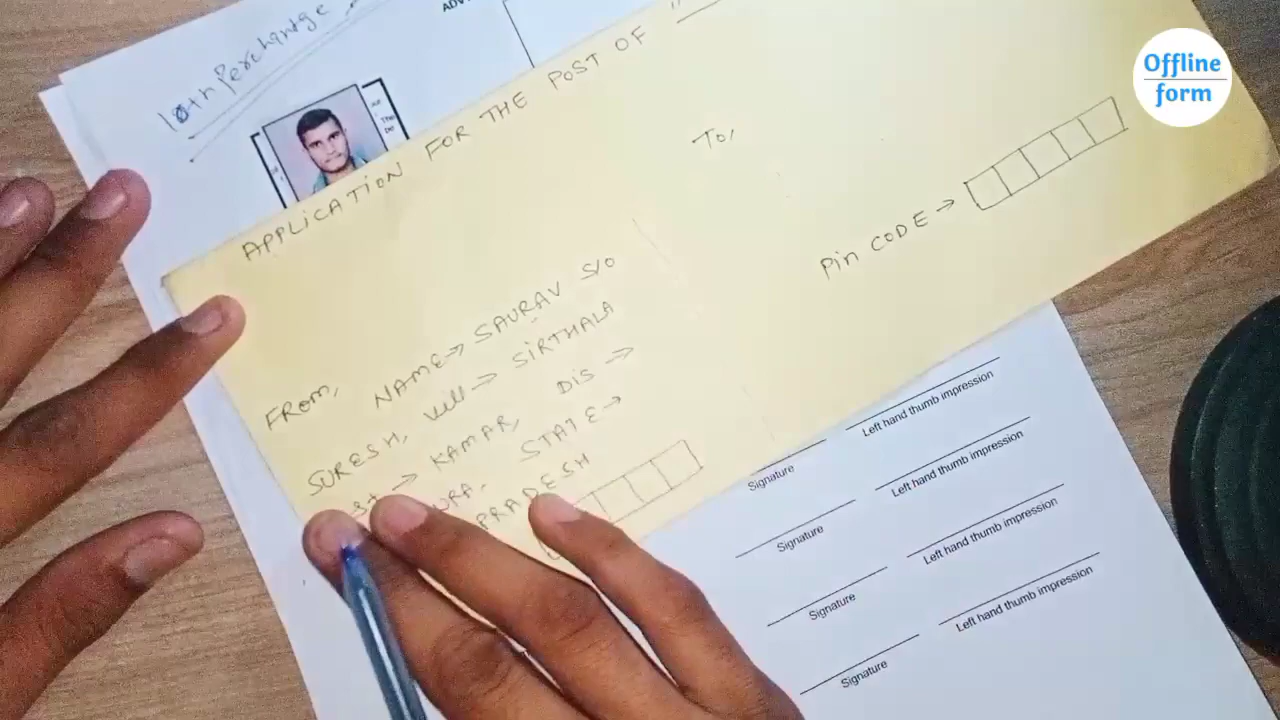 10th Perchantge
ADV
Offline
form
APPLICATION FOR THE POST OF "
To,
Pin CODE →
FROM,
NAME → SAURAV S/O
SURESH, Vill → SIRTHALA
→ KAMAR, DIS →
STATE →
PRADESH
Signature
Left hand thumb impression
Signature
Left hand thumb impression
Signature
Left hand thumb impression
Signature
Left hand thumb impression